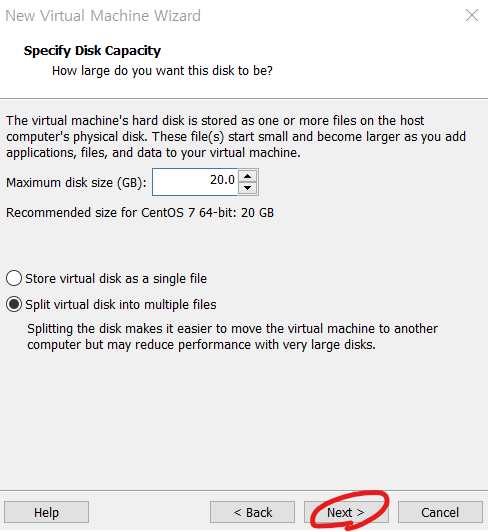 New Virtual Machine Wizard
Specify Disk Capacity
How large do you want this disk to be?
The virtual machine's hard disk is stored as one or more files on the host
computer's physical disk. These file(s) start small and become larger as you add
applications, files, and data to your virtual machine.
Maximum disk size (GB): 20.0
Recommended size for CentOS 7 64-bit: 20 GB
Store virtual disk as a single file
Split virtual disk into multiple files
Splitting the disk makes it easier to move the virtual machine to another
computer but may reduce performance with very large disks.
Help < Back Next > Cancel